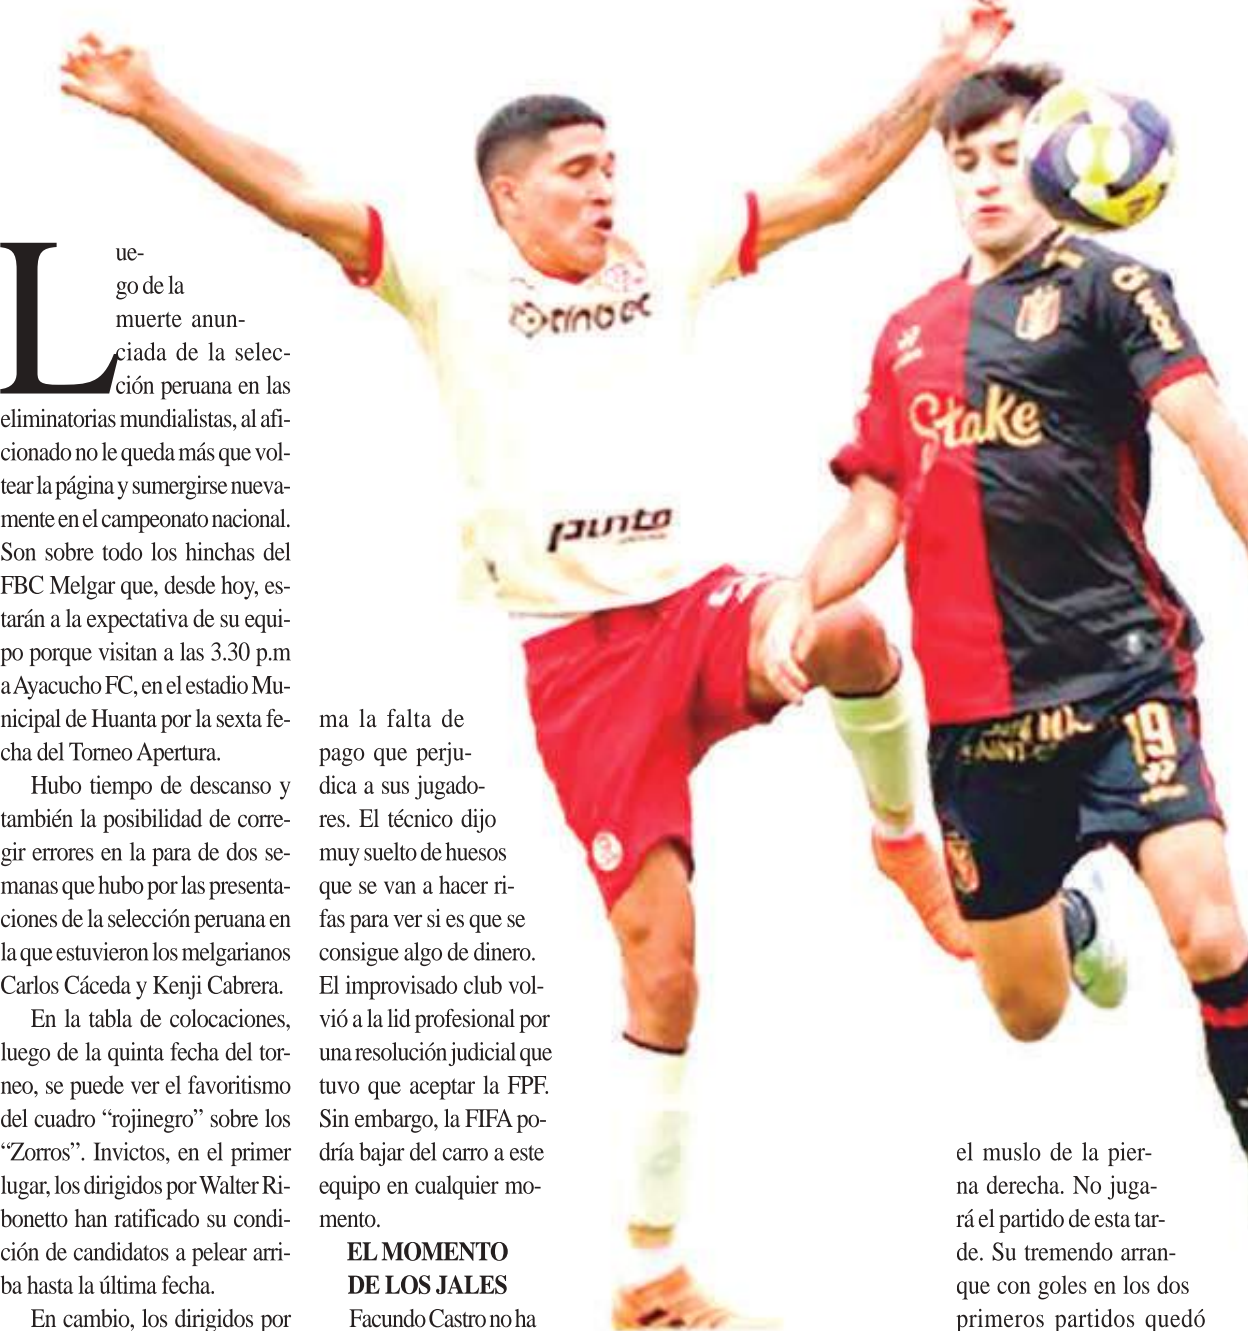 Lue-
go de la
muerte anun-
ciada de la selec-
ción peruana en las
eliminatorias mundialistas, al afi-
cionado no le queda más que vol-
tear la página y sumergirse nueva-
mente en el campeonato nacional.
Son sobre todo los hinchas del
FBC Melgar que, desde hoy, es-
tarán a la expectativa de su equi-
po porque visitan a las 3.30 p.m
a Ayacucho FC, en el estadio Mu-
nicipal de Huanta por la sexta fe-
cha del Torneo Apertura.
Hubo tiempo de descanso y
también la posibilidad de corre-
gir errores en la para de dos se-
manas que hubo por las presenta-
ciones de la selección peruana en
la que estuvieron los melgarianos
Carlos Cáceda y Kenji Cabrera.
En la tabla de colocaciones,
luego de la quinta fecha del tor-
neo, se puede ver el favoritismo
del cuadro “rojinegro” sobre los
“Zorros”. Invictos, en el primer
lugar, los dirigidos por Walter Ri-
bonetto han ratificado su condi-
ción de candidatos a pelear arri-
ba hasta la última fecha.
En cambio, los dirigidos por
ma la falta de
pago que perju-
dica a sus jugado-
res. El técnico dijo
muy suelto de huesos
que se van a hacer ri-
fas para ver si es que se
consigue algo de dinero.
El improvisado club vol-
vió a la lid profesional por
una resolución judicial que
tuvo que aceptar la FPF.
Sin embargo, la FIFA po-
dría bajar del carro a este
equipo en cualquier mo-
mento.
EL MOMENTO
DE LOS JALES
Facundo Castro no ha
el muslo de la pier-
na derecha. No juga-
rá el partido de esta tar-
de. Su tremendo arran-
que con goles en los dos
primeros partidos quedó
punto
Stake
WOW
19